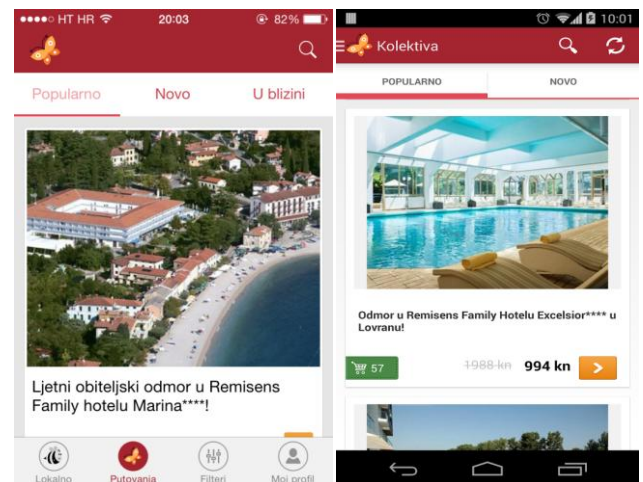 HT HR 20:03 82%
Popularno Novo U blizini
Ljetni obiteljski odmor u Remisens
Family hotelu Marina****!
Lokalno Putovanja Filteri Moj profil
10:01
Kolektiva
POPULARNO NOVO
Odmor u Remisens Family Hotelu Excelsior**** u
Lovranu!
57 1988 kn 994 kn